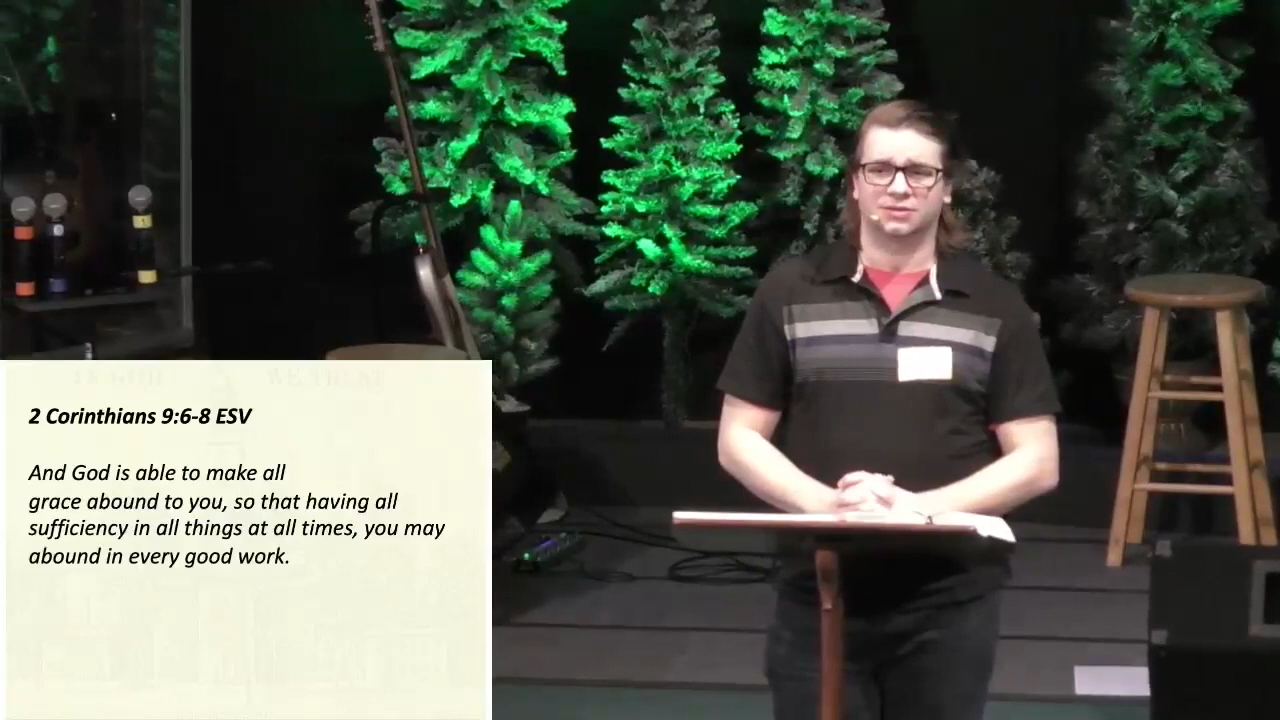 2 Corinthians 9:6-8 ESV
And God is able to make all
grace abound to you, so that having all
sufficiency in all things at all times, you may
abound in every good work.